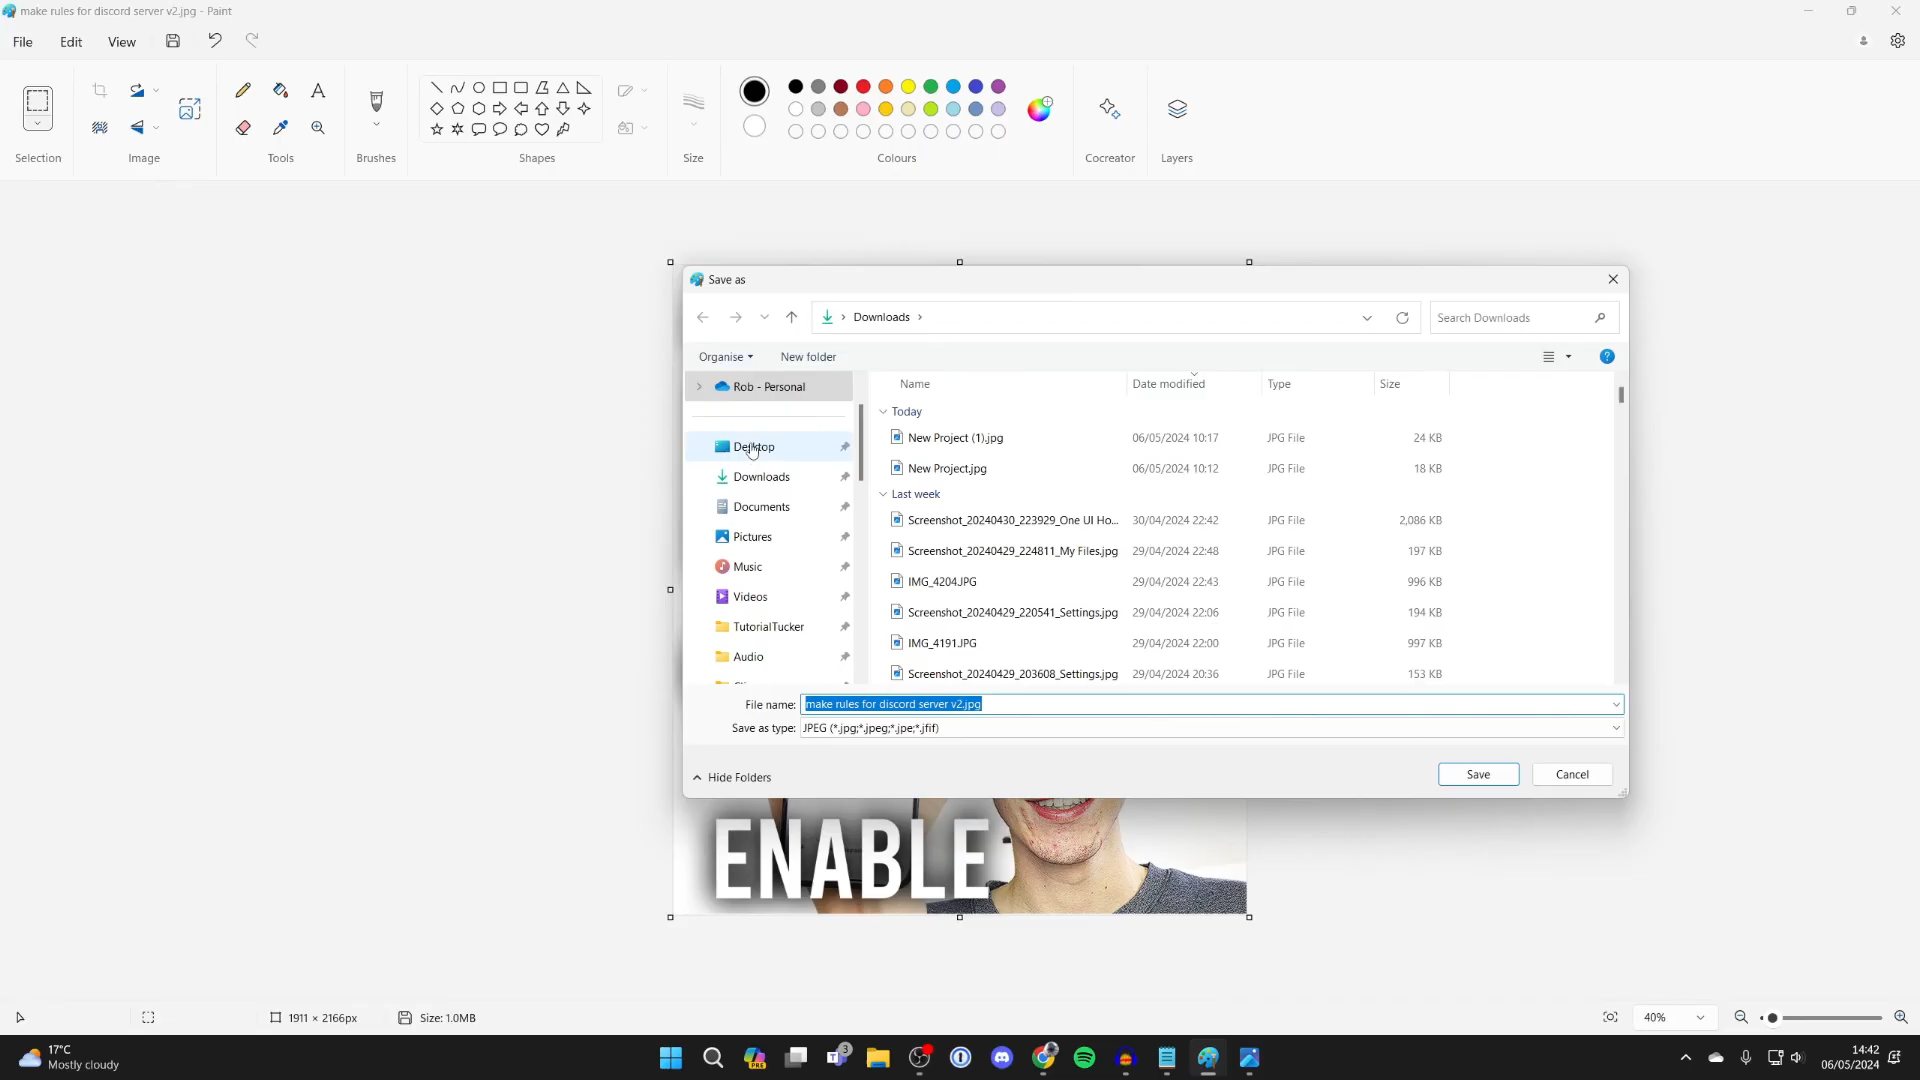 make rules for discord server v2.jpg - Paint
File Edit View
Selection Image Tools Brushes Shapes Size Colours Cocreator Layers
Save as
Downloads
Search Downloads
Organise New folder
Rob - Personal
Desktop
Downloads
Documents
Pictures
Music
Videos
TutorialTucker
Audio
Name Date modified Type Size
Today
New Project (1).jpg 06/05/2024 10:17 JPG File 24 KB
New Project.jpg 06/05/2024 10:12 JPG File 18 KB
Last week
Screenshot_20240430_223929_One UI Ho... 30/04/2024 22:42 JPG File 2,086 KB
Screenshot_20240429_224811_My Files.jpg 29/04/2024 22:48 JPG File 197 KB
IMG_4204.JPG 29/04/2024 22:43 JPG File 996 KB
Screenshot_20240429_220541_Settings.jpg 29/04/2024 22:06 JPG File 194 KB
IMG_4191.JPG 29/04/2024 22:00 JPG File 997 KB
Screenshot_20240429_203608_Settings.jpg 29/04/2024 20:36 JPG File 153 KB
File name: make rules for discord server v2.jpg
Save as type: JPEG (*.jpg;*.jpeg;*.jpe;*.jfif)
Hide Folders
Save Cancel
ENABLE
1911 × 2166px Size: 1.0MB 40%
17°C
Mostly cloudy
PRE
3
14:42
06/05/2024